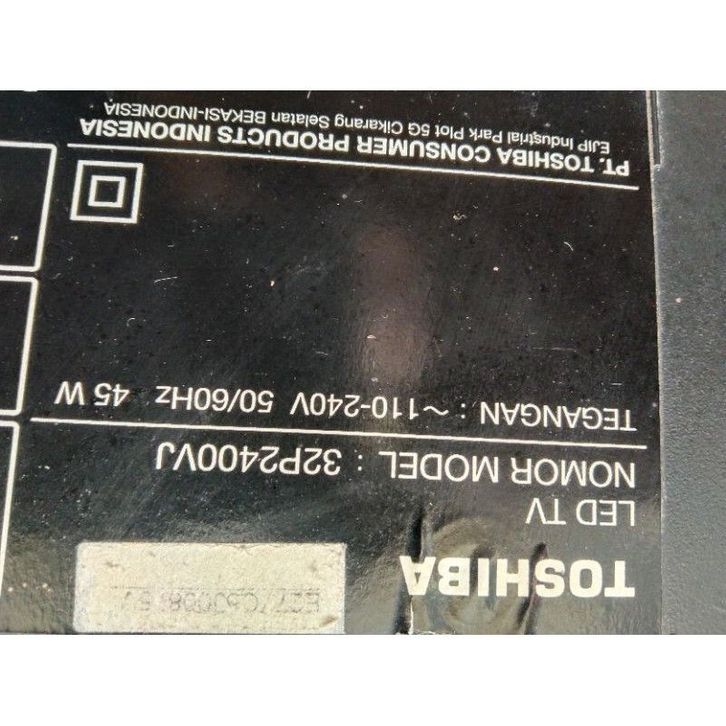 TOSHIBA
LED TV
NOMOR MODEL : 32P2400VJ
TEGANGAN : ~110-240V 50/60Hz 45 W
PT. TOSHIBA CONSUMER PRODUCTS INDONESIA
EJIP Industrial Park Plot 5G Cikarang Selatan BEKASI-INDONESIA